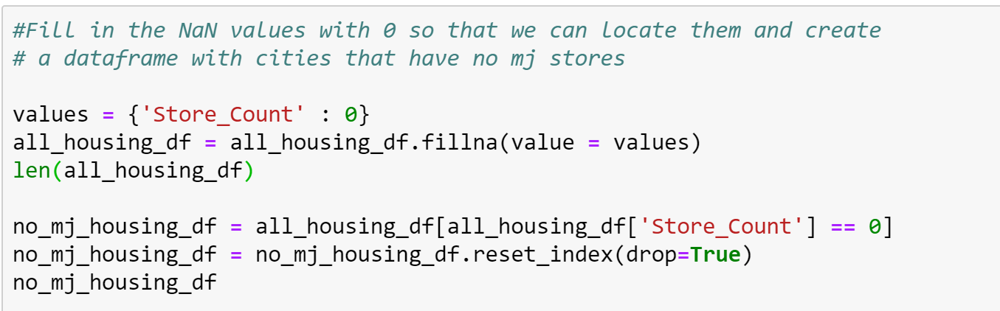 #Fill in the NaN values with 0 so that we can locate them and create
# a dataframe with cities that have no mj stores
values = {'Store_Count' : 0}
all_housing_df = all_housing_df.fillna(value = values)
len(all_housing_df)
no_mj_housing_df = all_housing_df[all_housing_df['Store_Count'] == 0]
no_mj_housing_df = no_mj_housing_df.reset_index(drop=True)
no_mj_housing_df